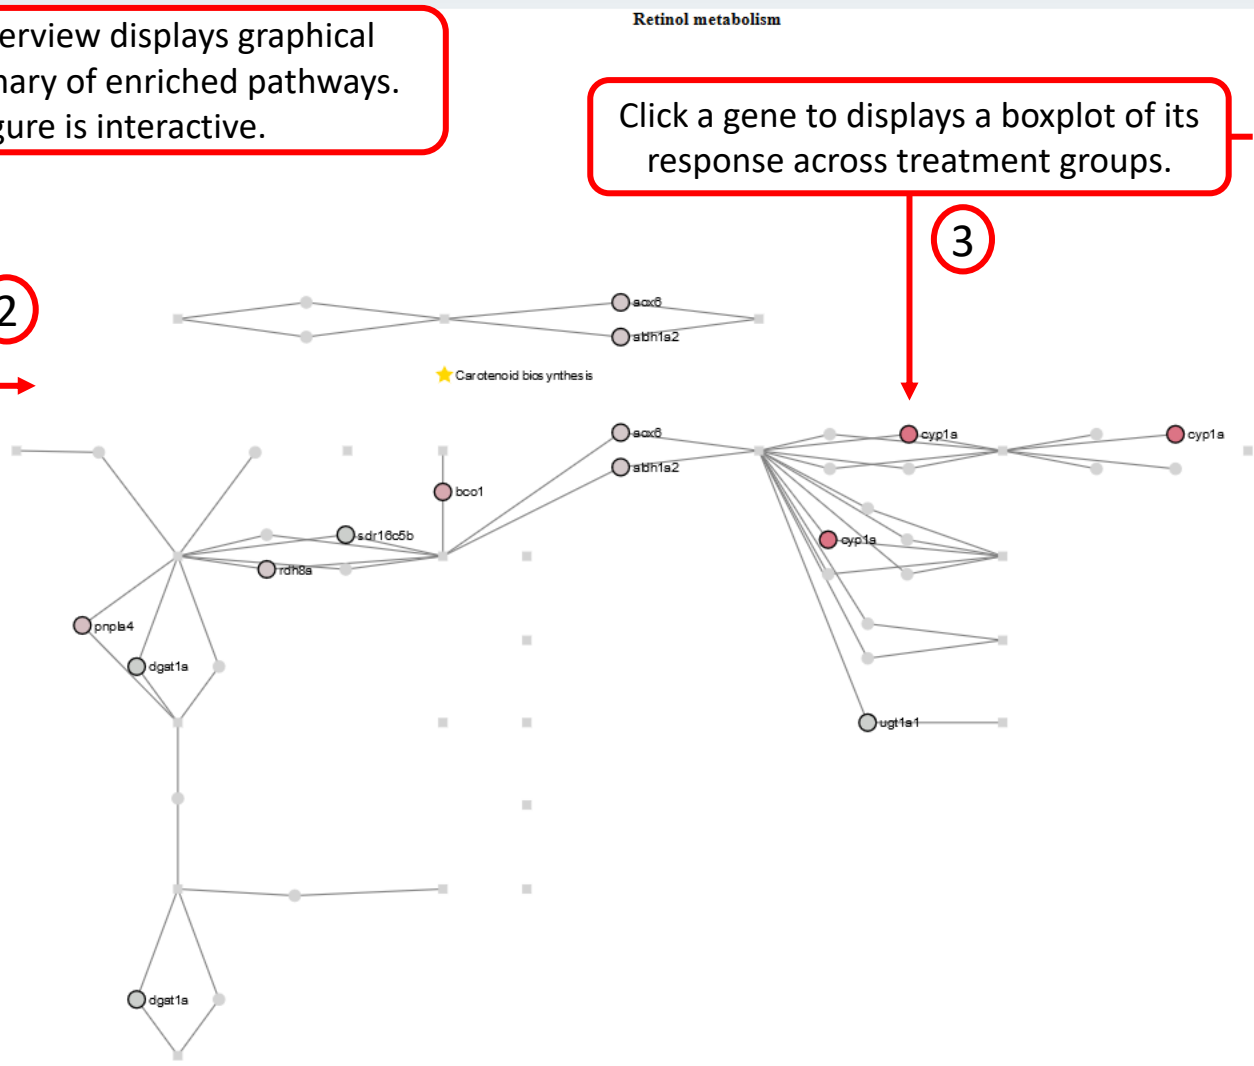 Retinol metabolism
erview displays graphical
nary of enriched pathways.
gure is interactive.
Click a gene to displays a boxplot of its
response across treatment groups.
3
2
aox6
abh1a2
Carotenoid biosynthesis
aox6
abh1a2
cyp1a
cyp1a
bco1
sdr16c5b
cyp1a
rdh8a
pnpla4
dgat1a
ugt1a1
dgat1a